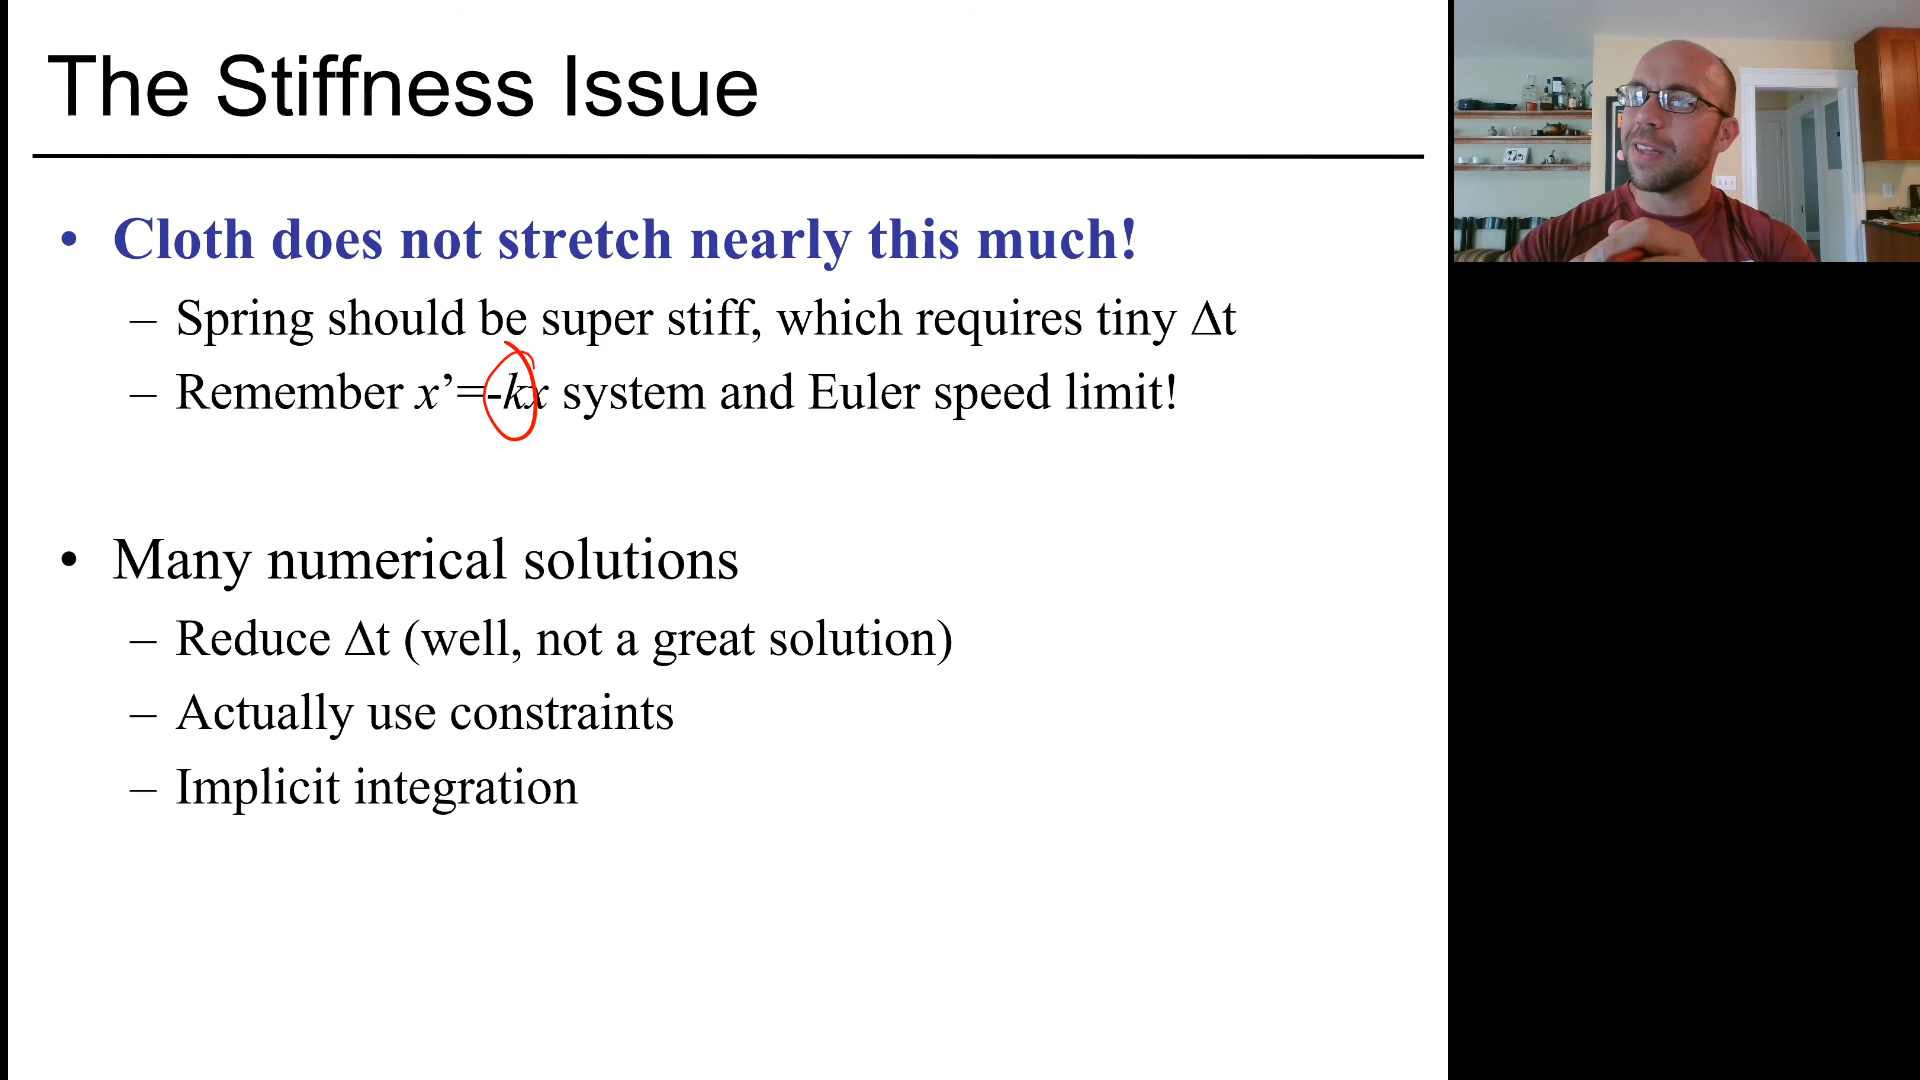 The Stiffness Issue
• Cloth does not stretch nearly this much!
– Spring should be super stiff, which requires tiny Δt
– Remember x’=-kx system and Euler speed limit!
• Many numerical solutions
– Reduce Δt (well, not a great solution)
– Actually use constraints
– Implicit integration